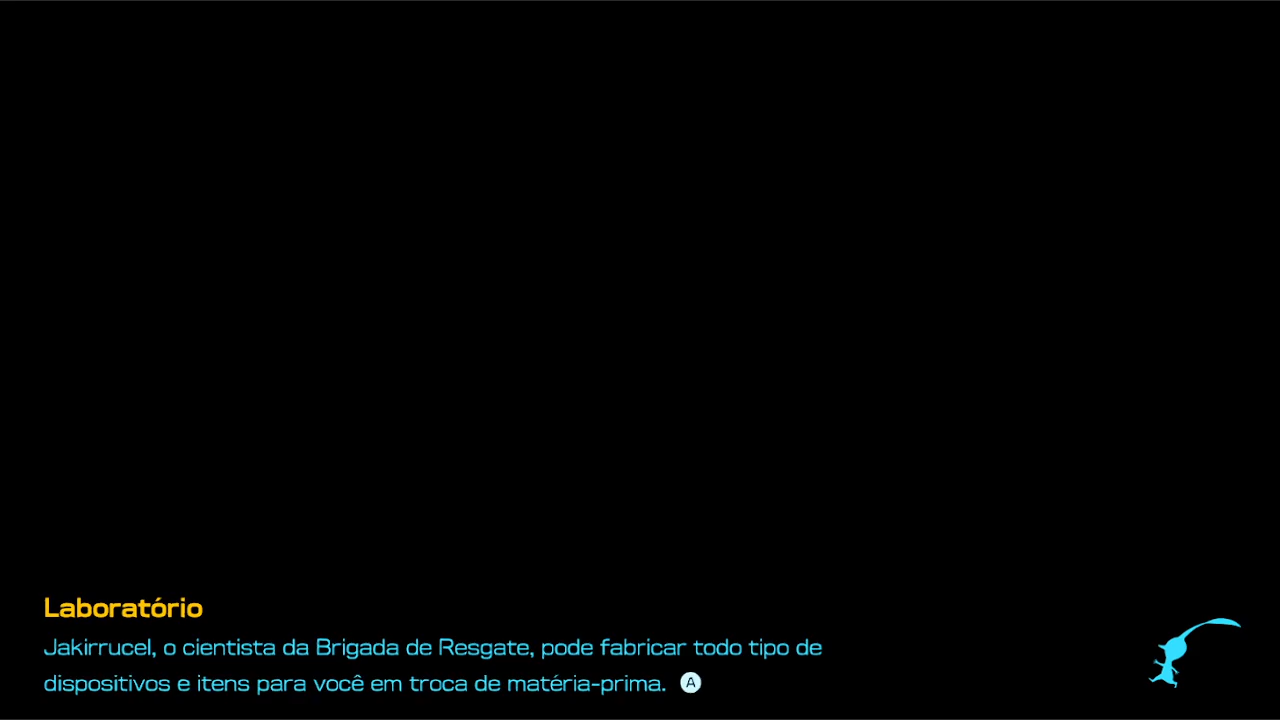 Laboratório
Jakirrucel, o cientista da Brigada de Resgate, pode fabricar todo tipo de
dispositivos e itens para você em troca de matéria-prima. A